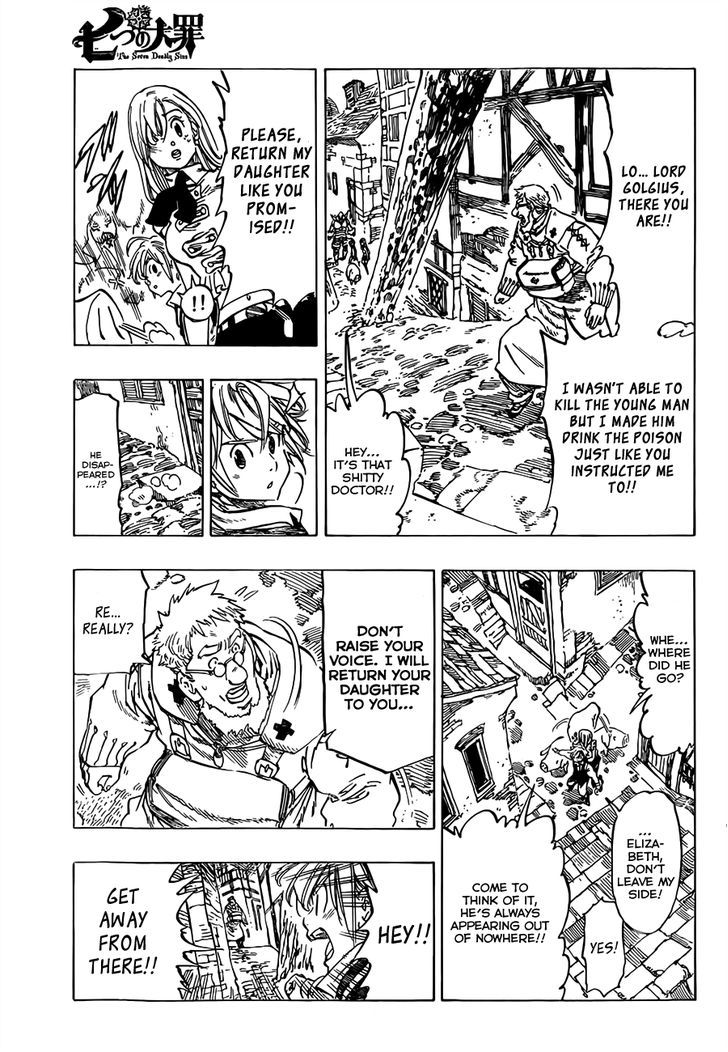 七つの大罪
The Seven Deadly Sins
LO... LORD
GOLGIUS,
THERE YOU
ARE!!
I WASN'T ABLE TO
KILL THE YOUNG MAN
BUT I MADE HIM
DRINK THE POISON
JUST LIKE YOU
INSTRUCTED ME
TO!!
HEY...
IT'S THAT
SHITTY
DOCTOR!!
PLEASE,
RETURN MY
DAUGHTER
LIKE YOU
PROM-
ISED!!
!!
HE
DISAP-
PEARED
...!?
WHE...
WHERE
DID HE
GO?
...
ELIZA-
BETH,
DON'T
LEAVE MY
SIDE!
YES!
COME TO
THINK OF IT,
HE'S ALWAYS
APPEARING OUT
OF NOWHERE!!
DON'T
RAISE YOUR
VOICE. I WILL
RETURN YOUR
DAUGHTER
TO YOU...
RE...
REALLY?
HEY!!
GET
AWAY
FROM
THERE!!